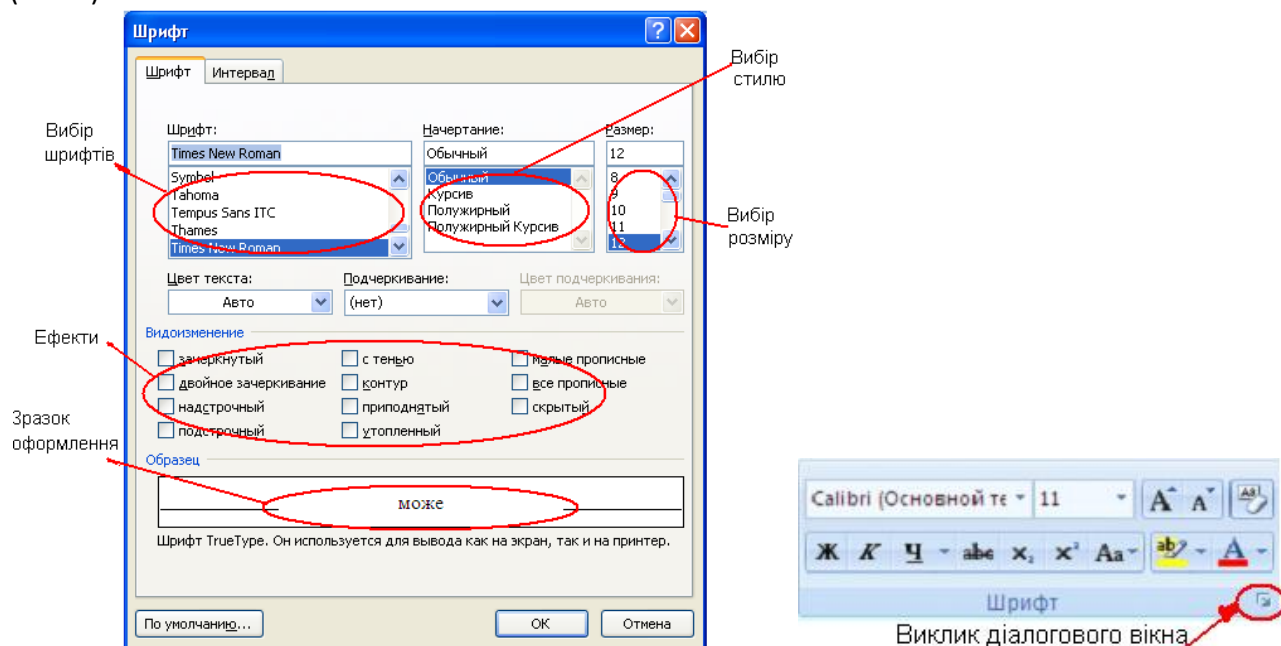 Шрифт
Шрифт Интервал
Вибір
стилю
Вибір
шрифтів
Шрифт: Начертание: Размер:
Times New Roman Обычный 12
Symbol Обычный 8
Tahoma Курсив 9
Tempus Sans ITC Полужирный 10
Thames Полужирный Курсив 11
Times New Roman 12
Вибір
розміру
Цвет текста: Подчеркивание: Цвет подчеркивания:
Авто (нет) Авто
Ефекти
Видоизменение
зачеркнутый с тенью малые прописные
двойное зачеркивание контур все прописные
надстрочный приподнятый скрытый
подстрочный утопленный
Зразок
оформлення
Образец
може
Шрифт TrueType. Он используется для вывода как на экран, так и на принтер.
По умолчанию... ОК Отмена
Calibri (Основной те 11 A A Aa
Ж К Ч abc x₂ x² Aa ab A
Шрифт
Виклик діалогового вікна